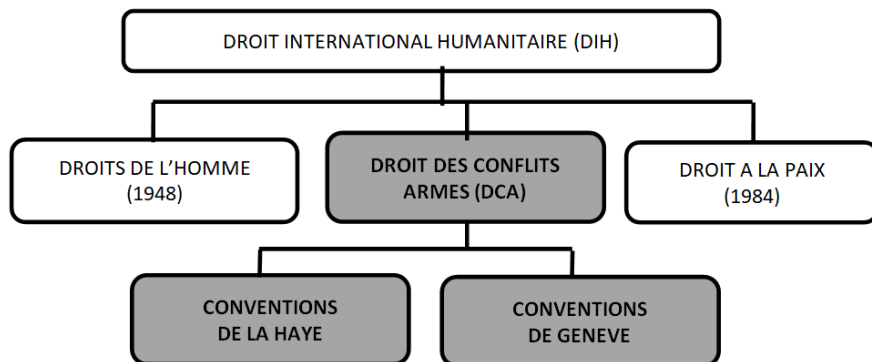 DROIT INTERNATIONAL HUMANITAIRE (DIH)
DROITS DE L'HOMME
(1948)
DROIT DES CONFLITS
ARMES (DCA)
DROIT A LA PAIX
(1984)
CONVENTIONS
DE LA HAYE
CONVENTIONS
DE GENEVE